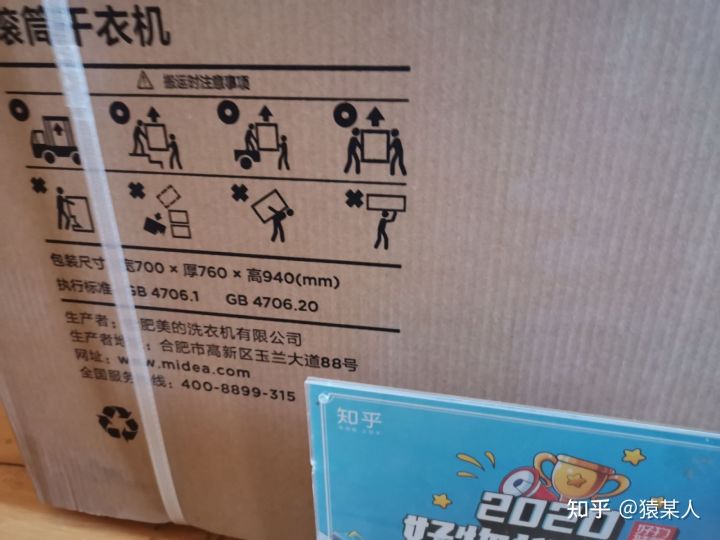 滚筒干衣机
搬运时注意事项
包装尺寸 宽700 × 厚760 × 高940(mm)
执行标准 GB 4706.1 GB 4706.20
生产者: 合肥美的洗衣机有限公司
生产者地 : 合肥市高新区玉兰大道88号
网址: www.midea.com
全国服务 线: 400-8899-315
知乎
2020
知乎 @猿某人